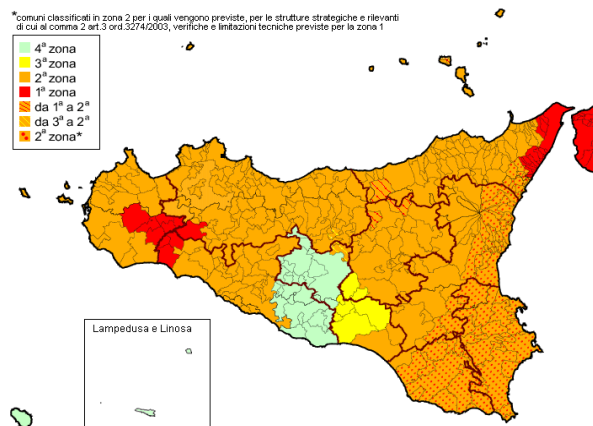 *comuni classificati in zona 2 per i quali vengono previste, per le strutture strategiche e rilevanti
di cui al comma 2 art.3 ord.3274/2003, verifiche e limitazioni tecniche previste per la zona 1
4ª zona
3ª zona
2ª zona
1ª zona
da 1ª a 2ª
da 3ª a 2ª
2ª zona*
Lampedusa e Linosa